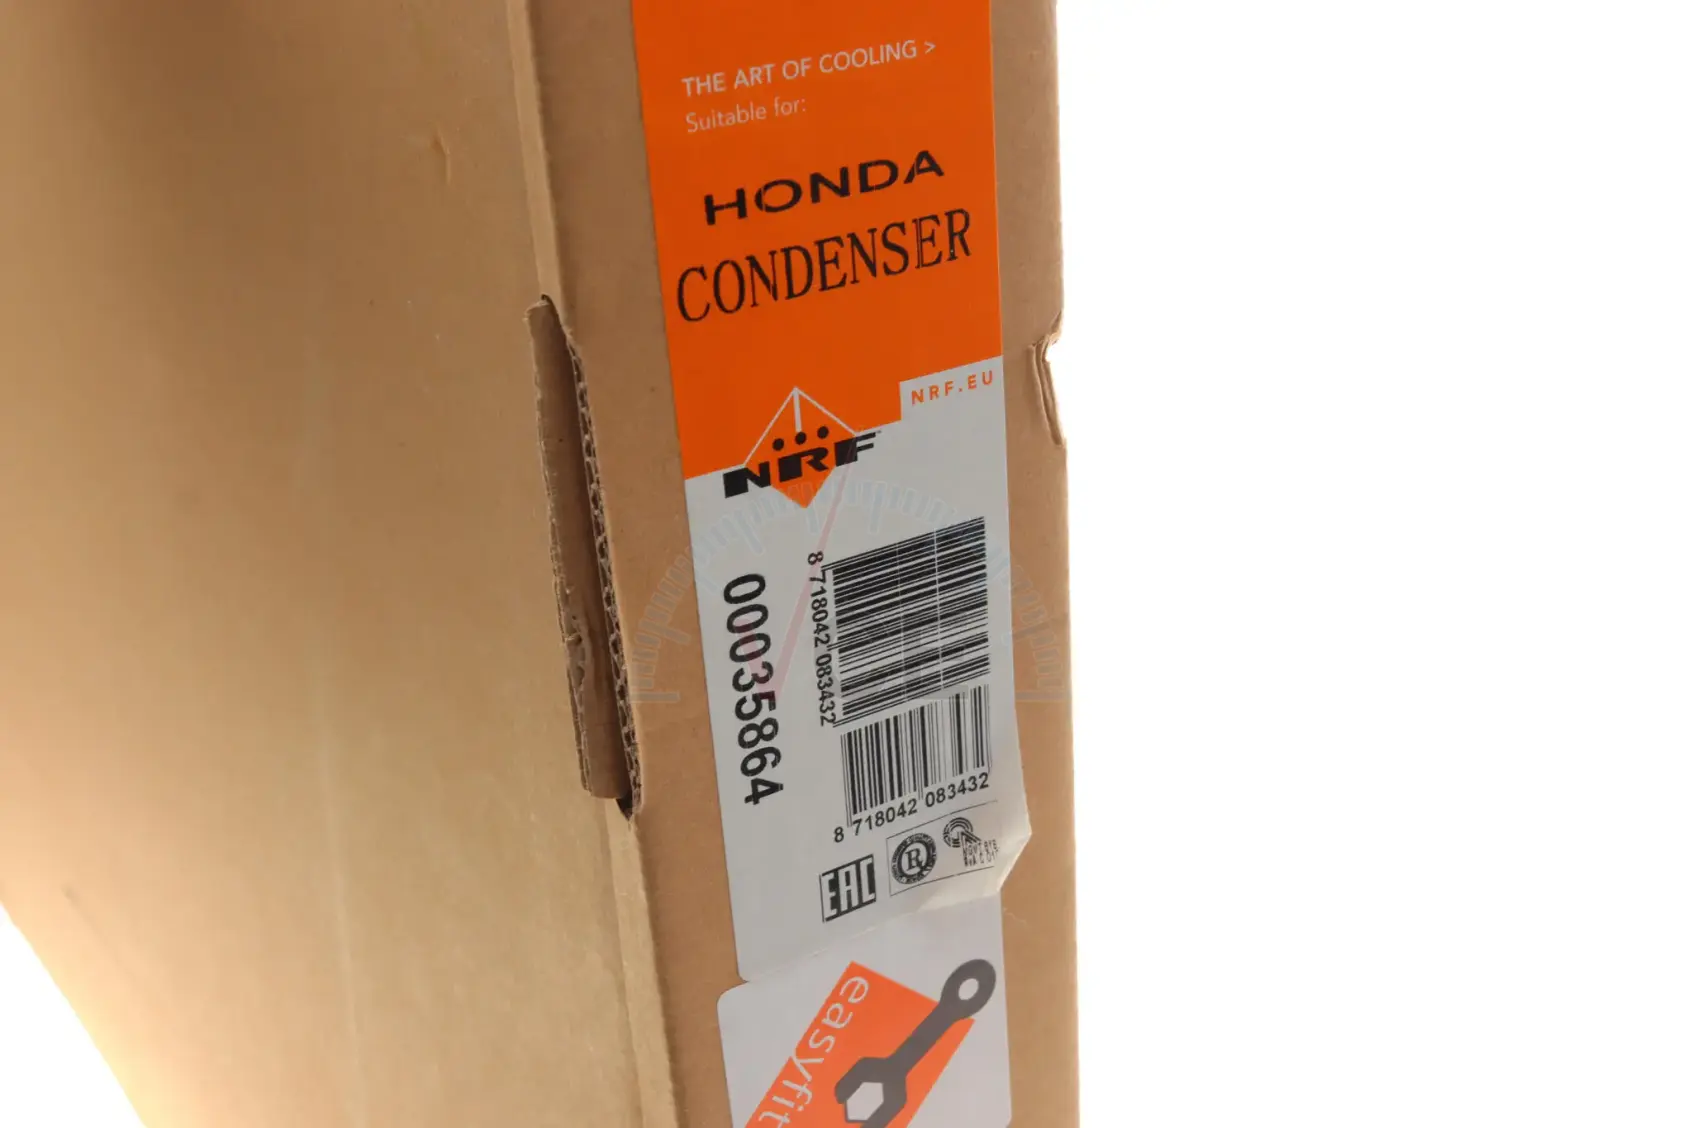 THE ART OF COOLING >
Suitable for:
HONDA
CONDENSER
NRF.EU
NRF
00035864
8 718042 083432
8 718042 083432
EAC
R
easyfit